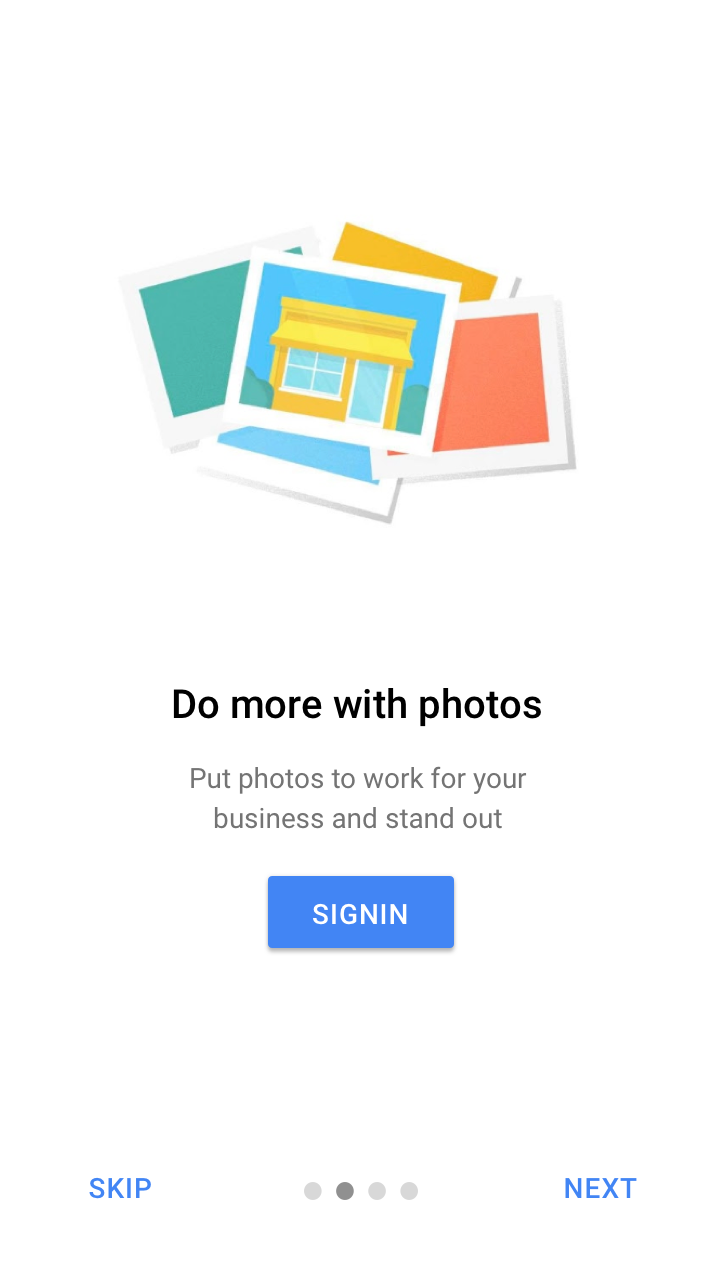 Do more with photos
Put photos to work for your
business and stand out
SIGNIN
SKIP
NEXT